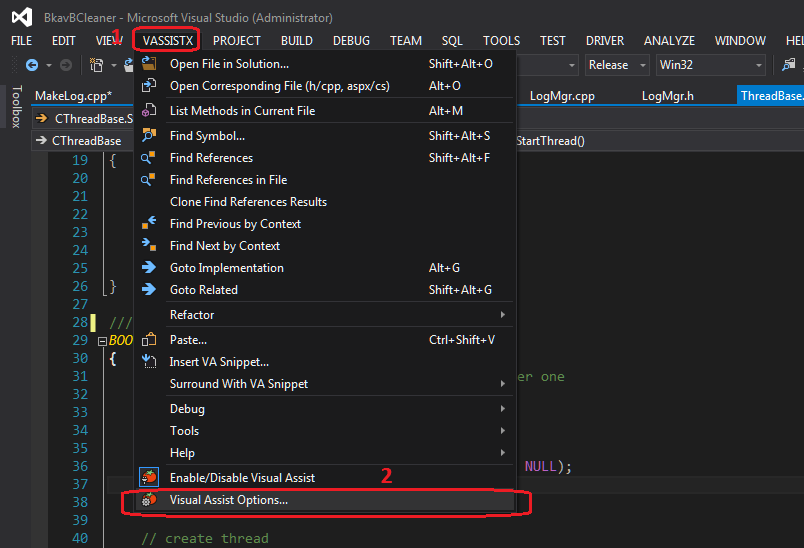 BkavBCleaner - Microsoft Visual Studio (Administrator)
1
FILE EDIT VIEW VASSISTX PROJECT BUILD DEBUG TEAM SQL TOOLS TEST DRIVER ANALYZE WINDOW HEL
Release Win32
Toolbox
MakeLog.cpp* LogMgr.cpp LogMgr.h ThreadBase.
CThreadBase.S
CThreadBase StartThread()
Open File in Solution... Shift+Alt+O
Open Corresponding File (h/cpp, aspx/cs) Alt+O
List Methods in Current File Alt+M
Find Symbol... Shift+Alt+S
Find References Shift+Alt+F
Find References in File
Clone Find References Results
Find Previous by Context
Find Next by Context
Goto Implementation Alt+G
Goto Related Shift+Alt+G
Refactor
Paste... Ctrl+Shift+V
Insert VA Snippet...
Surround With VA Snippet
Debug
Tools
Help
Enable/Disable Visual Assist
2
Visual Assist Options...
19 {
20
21
22
23
24
25
26 }
27
28 ///
29 BOO
30 {
31 er one
32
33
34
35
36 NULL);
37
38
39
40 // create thread